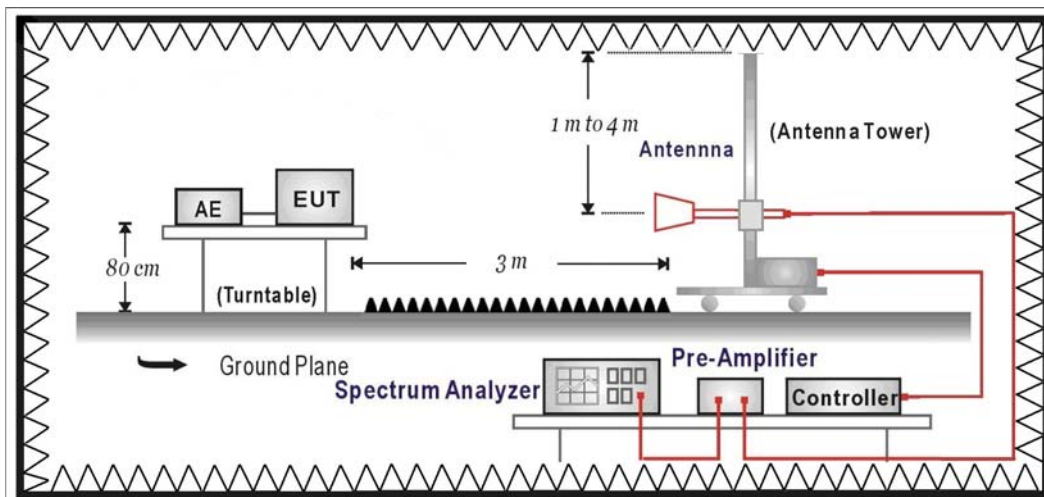 1 m to 4 m
(Antenna Tower)
Antennna
EUT
AE
80 cm
3 m
(Turntable)
Ground Plane
Pre-Amplifier
Spectrum Analyzer
Controller